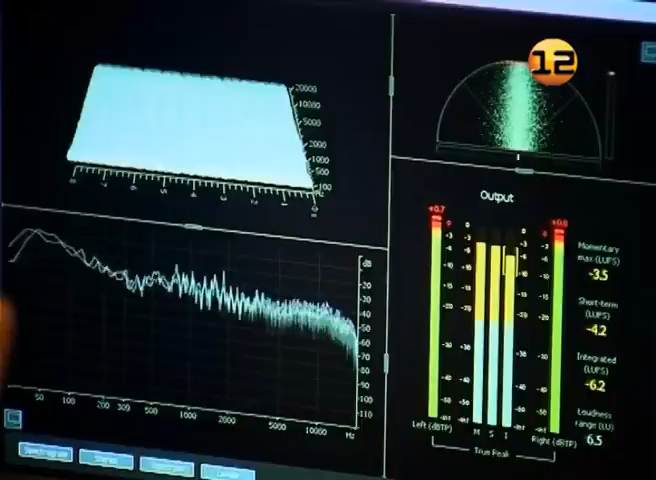 12
20000
10000
5000
2000
1000
500
100
Hz
Output
+0.7
+0.8
Momentary
max (LUFS)
-3.5
Short-term
(LUFS)
-4.2
Integrated
(LUFS)
-6.2
Loudness
range (LU)
6.5
Left (dBTP)
M S I
Right (dBTP)
True Peak
dB
-20
-30
-40
-50
-60
-70
-80
-90
-100
-110
50 100 200 300 500 1000 2000 5000 10000 Hz